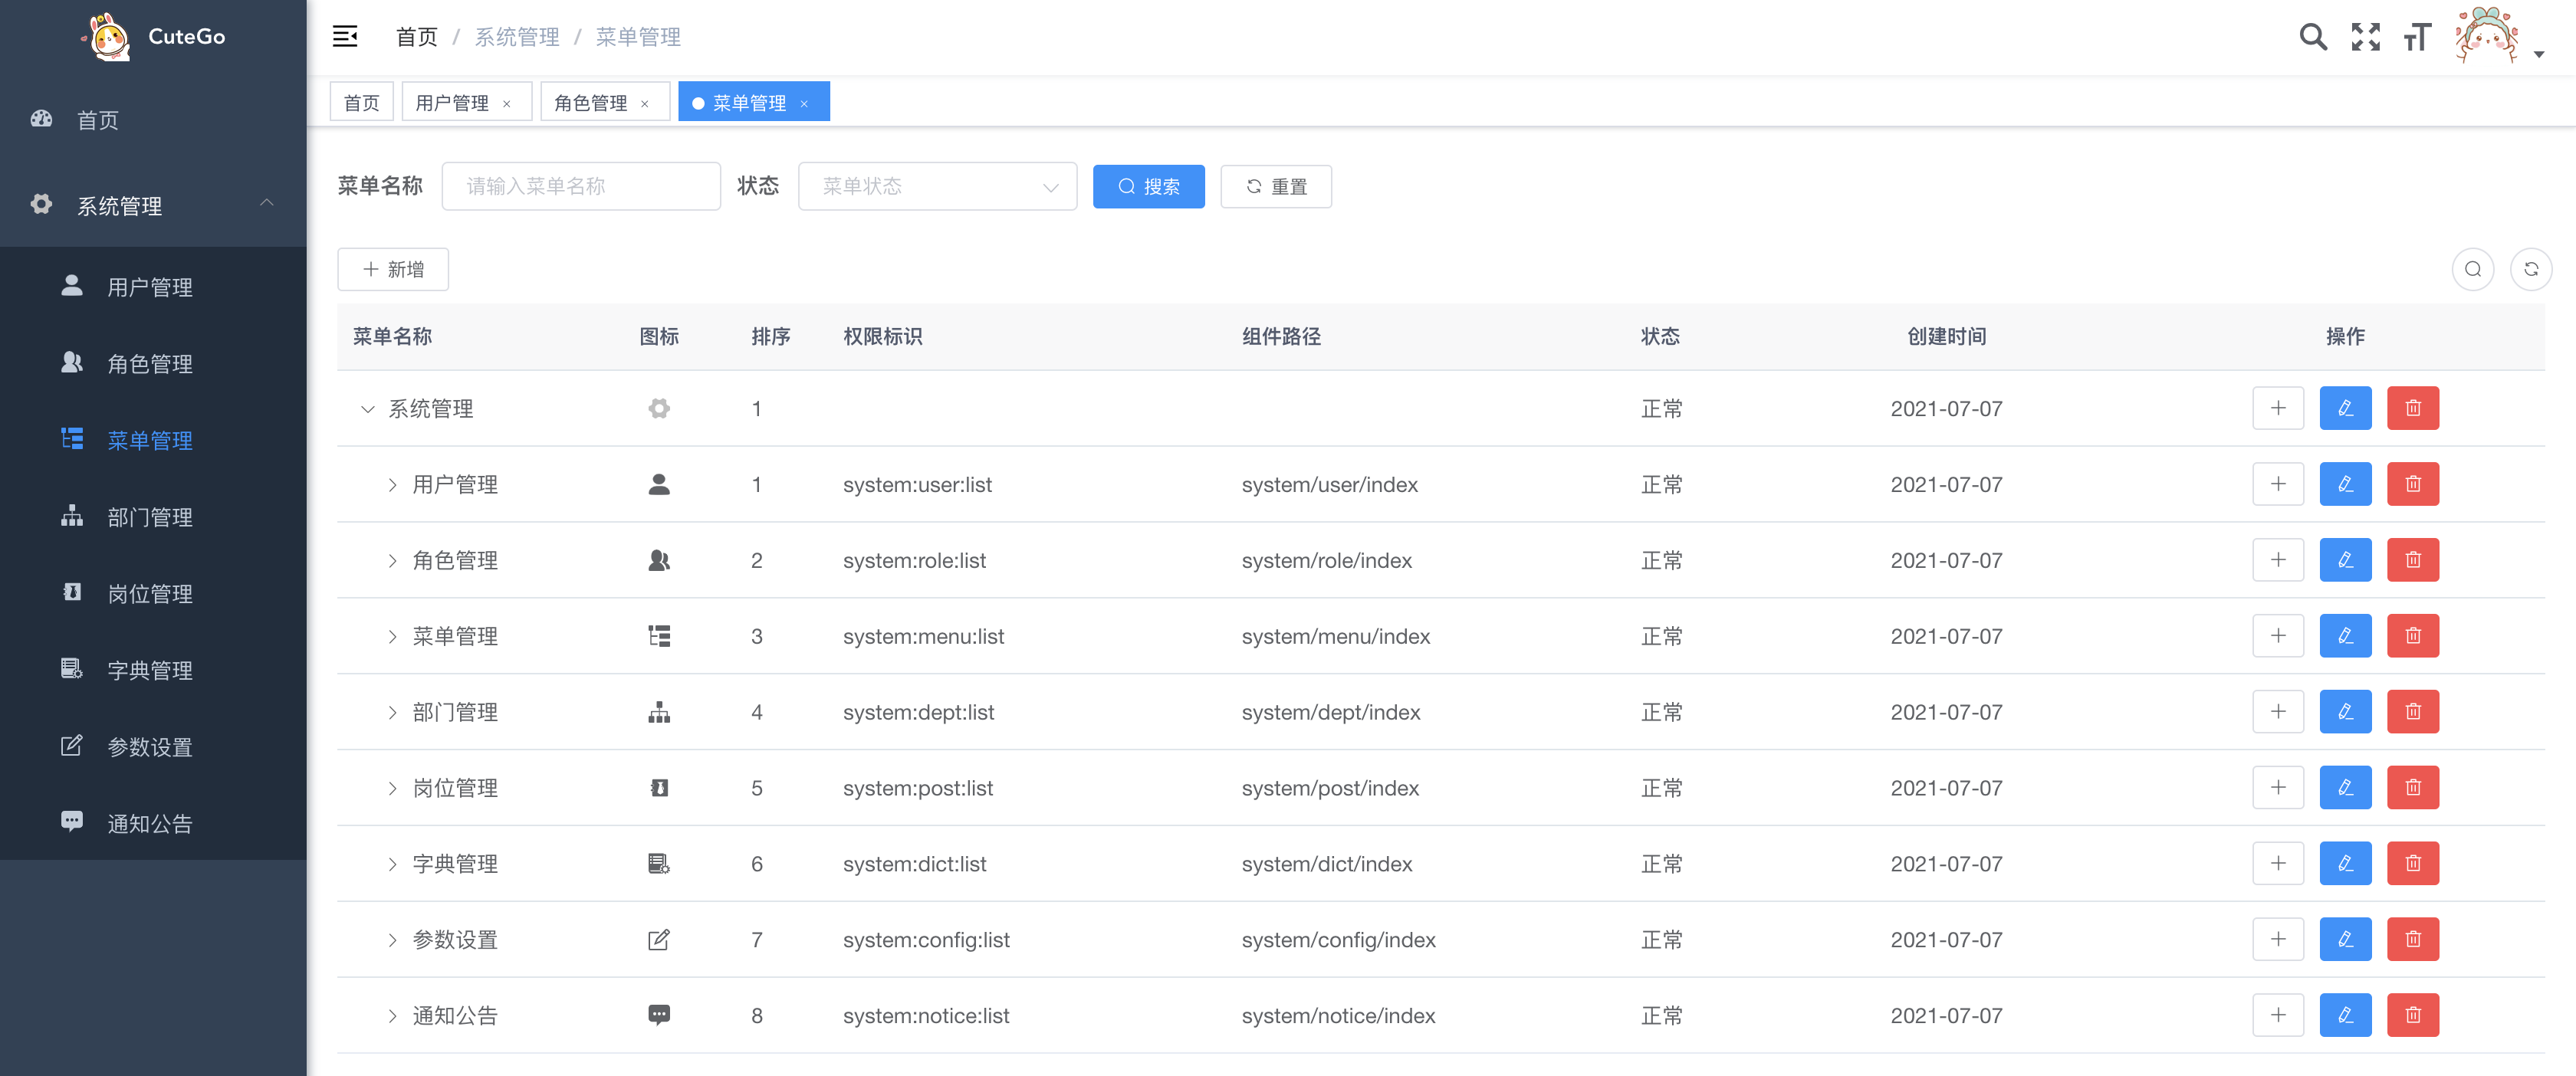 CuteGo
首页
系统管理
用户管理
角色管理
菜单管理
部门管理
岗位管理
字典管理
参数设置
通知公告
首页 / 系统管理 / 菜单管理
首页 用户管理 × 角色管理 × 菜单管理 ×
菜单名称 请输入菜单名称 状态 菜单状态 搜索 重置
新增
菜单名称 图标 排序 权限标识 组件路径 状态 创建时间 操作
系统管理 1 正常 2021-07-07
用户管理 1 system:user:list system/user/index 正常 2021-07-07
角色管理 2 system:role:list system/role/index 正常 2021-07-07
菜单管理 3 system:menu:list system/menu/index 正常 2021-07-07
部门管理 4 system:dept:list system/dept/index 正常 2021-07-07
岗位管理 5 system:post:list system/post/index 正常 2021-07-07
字典管理 6 system:dict:list system/dict/index 正常 2021-07-07
参数设置 7 system:config:list system/config/index 正常 2021-07-07
通知公告 8 system:notice:list system/notice/index 正常 2021-07-07